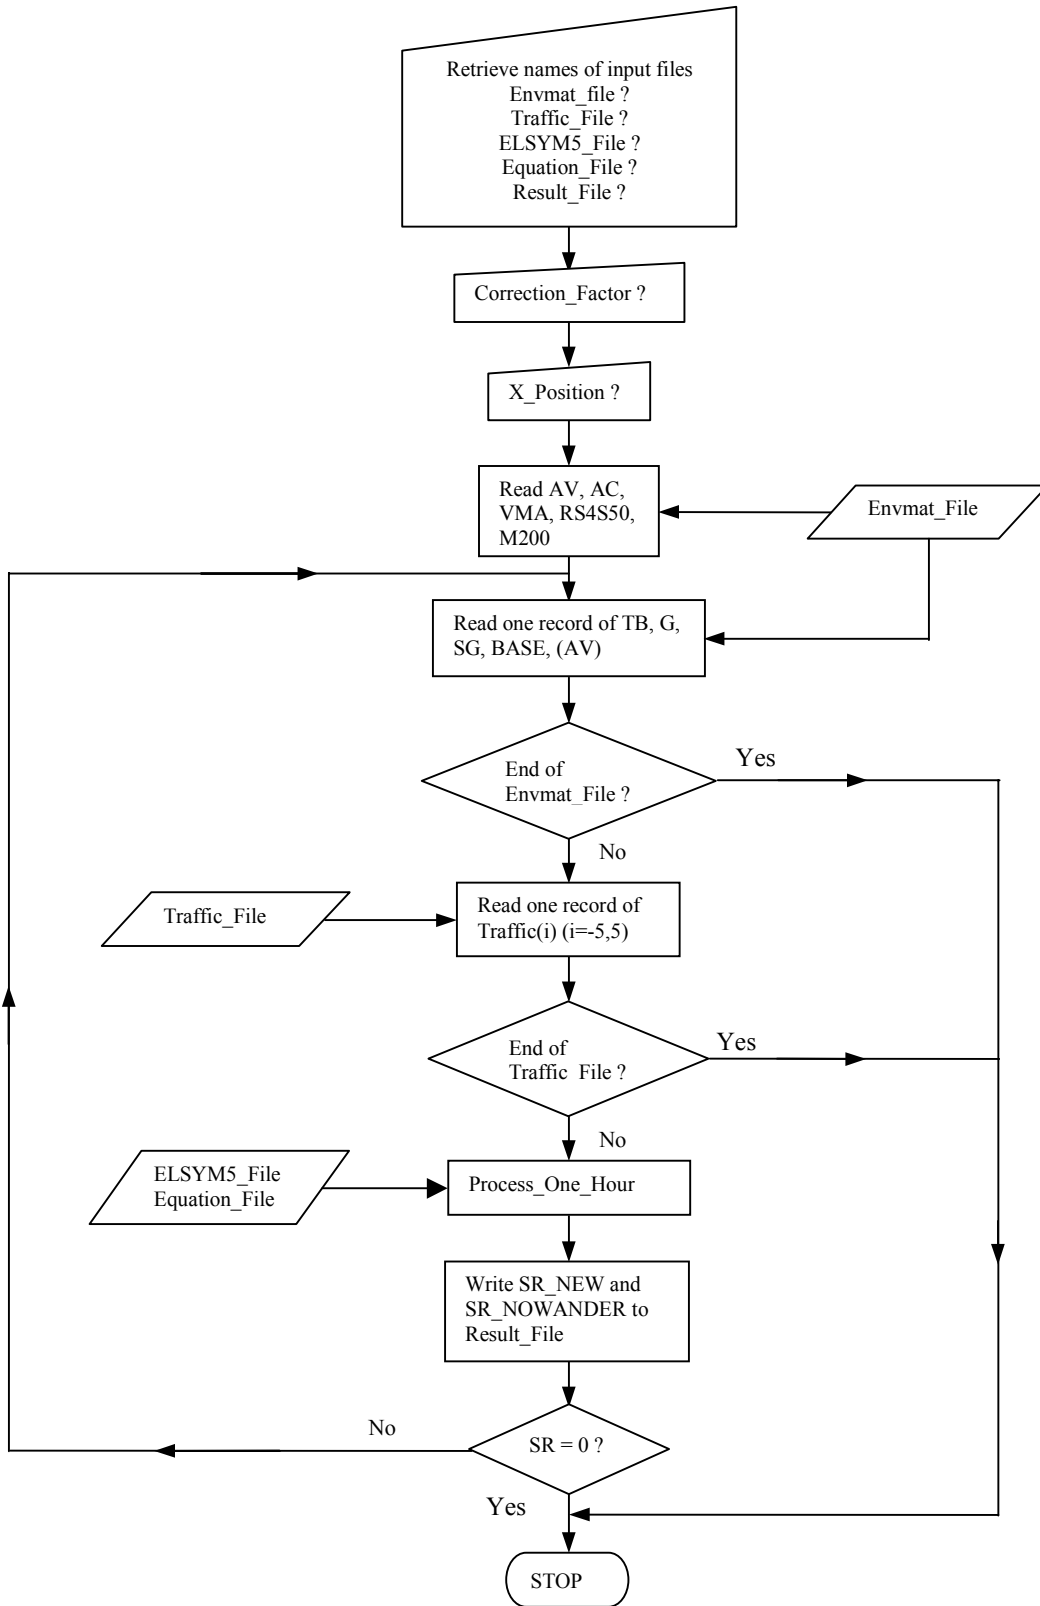 Retrieve names of input files
Envmat_file ?
Traffic_File ?
ELSYM5_File ?
Equation_File ?
Result_File ?
Correction_Factor ?
X_Position ?
Read AV, AC,
VMA, RS4S50,
M200
Envmat_File
Read one record of TB, G,
SG, BASE, (AV)
End of
Envmat_File ?
Yes
No
Traffic_File
Read one record of
Traffic(i) (i=-5,5)
End of
Traffic_File ?
Yes
No
ELSYM5_File
Equation_File
Process_One_Hour
Write SR_NEW and
SR_NOWANDER to
Result_File
No
SR = 0 ?
Yes
STOP